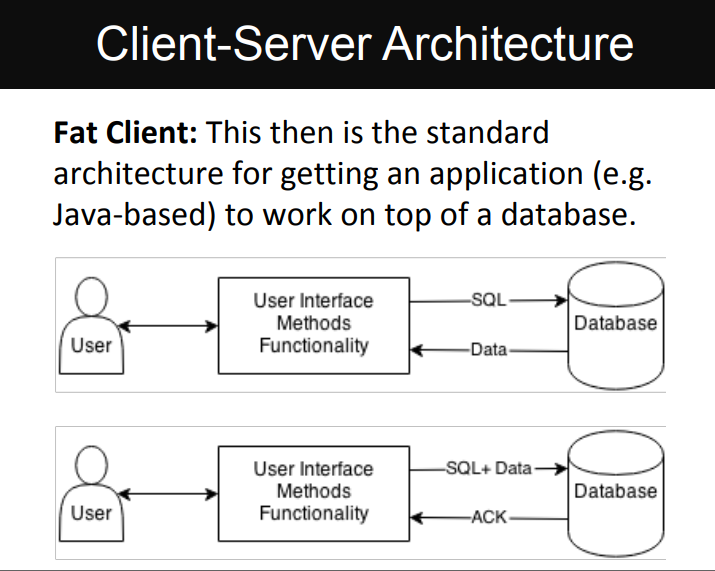 Client-Server Architecture
Fat Client: This then is the standard
architecture for getting an application (e.g.
Java-based) to work on top of a database.
User
User Interface
Methods
Functionality
SQL
Data
Database
User
User Interface
Methods
Functionality
SQL+ Data
ACK
Database